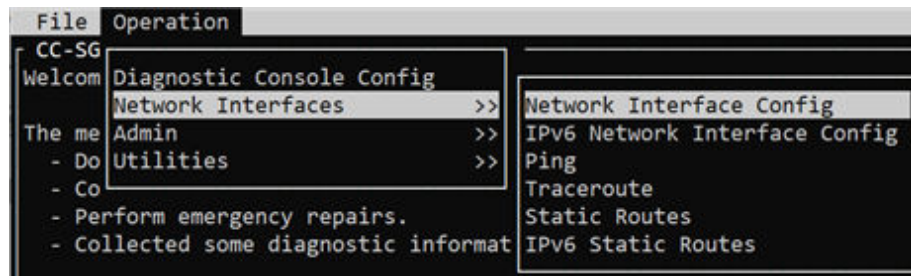 File Operation
CC-SG
Welcom Diagnostic Console Config
Network Interfaces >> Network Interface Config
The me Admin >> IPv6 Network Interface Config
- Do Utilities >> Ping
- Co Traceroute
- Perform emergency repairs. Static Routes
- Collected some diagnostic informat IPv6 Static Routes